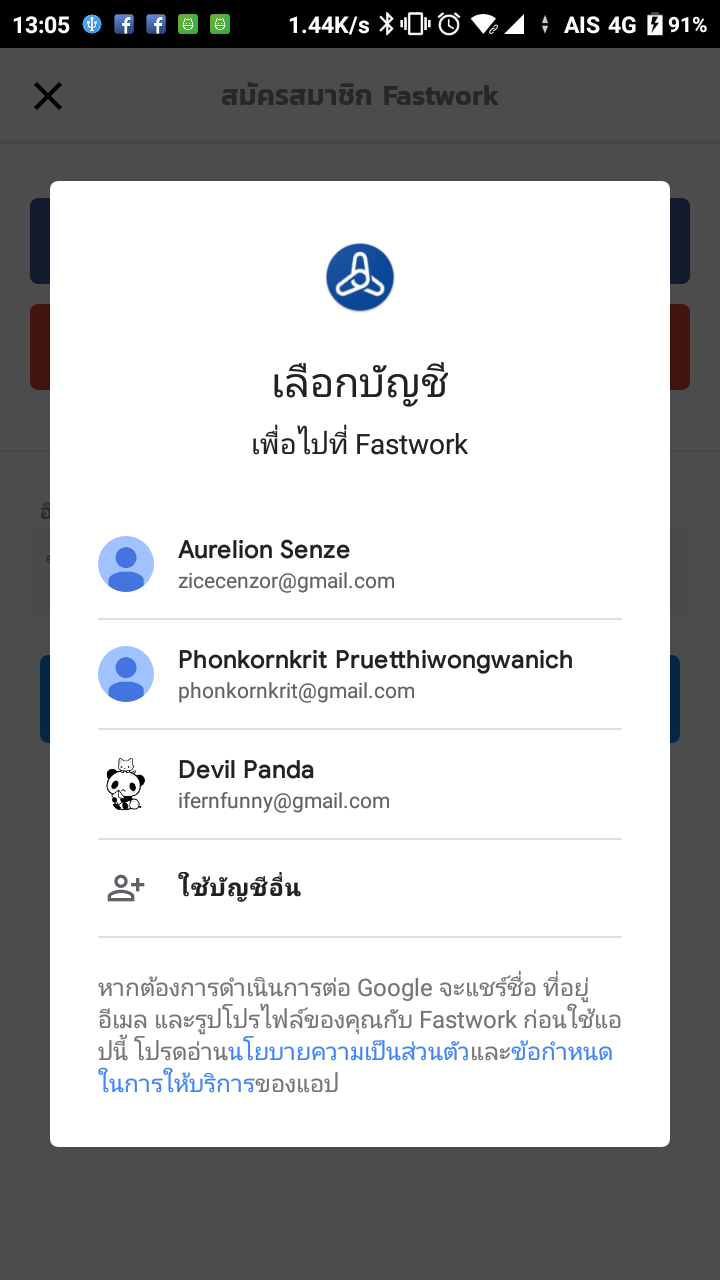 13:05 1.44K/s AIS 4G 91%
สมัครสมาชิก Fastwork
เลือกบัญชี
เพื่อไปที่ Fastwork
Aurelion Senze
zicecenzor@gmail.com
Phonkornkrit Pruetthiwongwanich
phonkornkrit@gmail.com
Devil Panda
ifernfunny@gmail.com
ใช้บัญชีอื่น
หากต้องการดำเนินการต่อ Google จะแชร์ชื่อ ที่อยู่
อีเมล และรูปโปรไฟล์ของคุณกับ Fastwork ก่อนใช้แอ
ปนี้ โปรดอ่านนโยบายความเป็นส่วนตัวและข้อกำหนด
ในการให้บริการของแอป